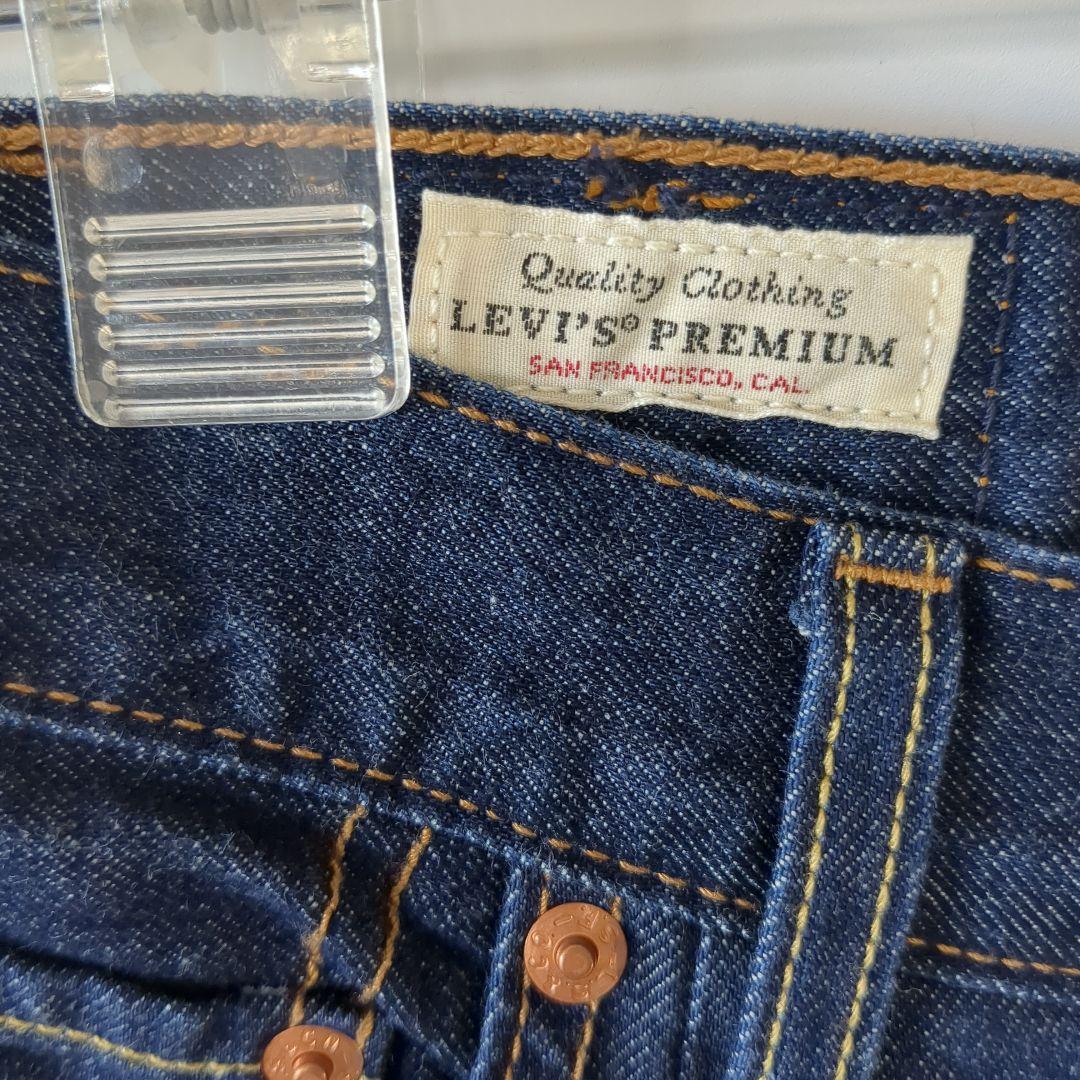 Quality Clothing
LEVI'S® PREMIUM
SAN FRANCISCO, CAL.